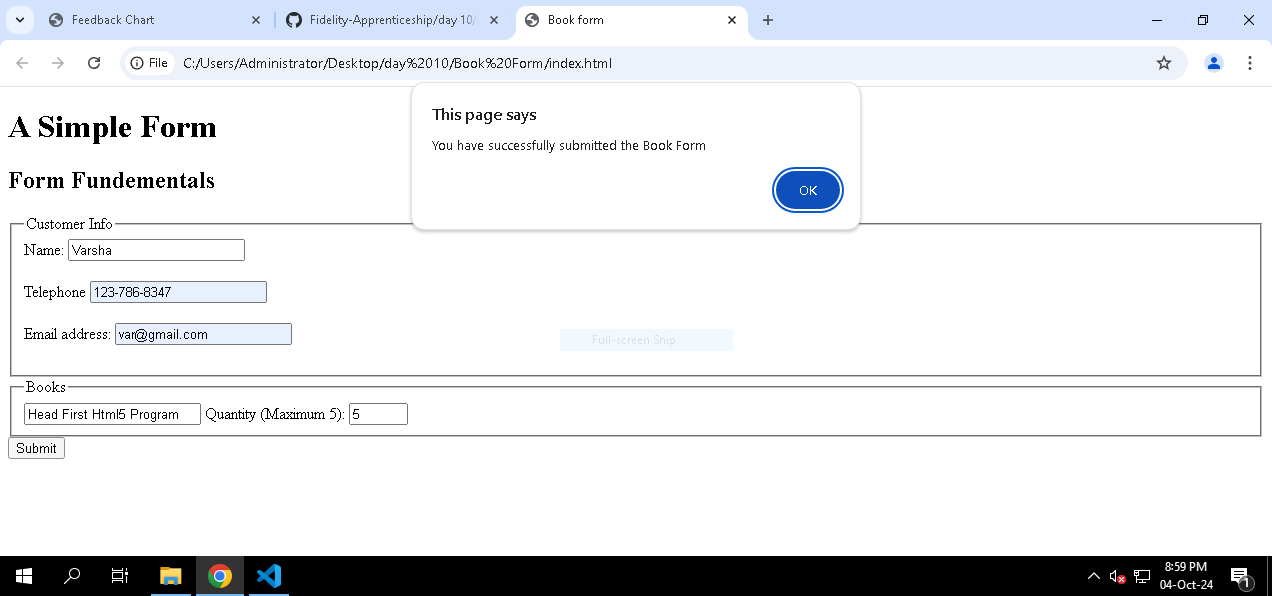 Feedback Chart
Fidelity-Apprenticeship/day 10/
Book form
File C:/Users/Administrator/Desktop/day%2010/Book%20Form/index.html
This page says
You have successfully submitted the Book Form
OK
A Simple Form
Form Fundementals
Customer Info
Name: Varsha
Telephone 123-786-8347
Email address: var@gmail.com
Full-screen Snip
Books
Head First Html5 Program Quantity (Maximum 5): 5
Submit
8:59 PM
04-Oct-24
1